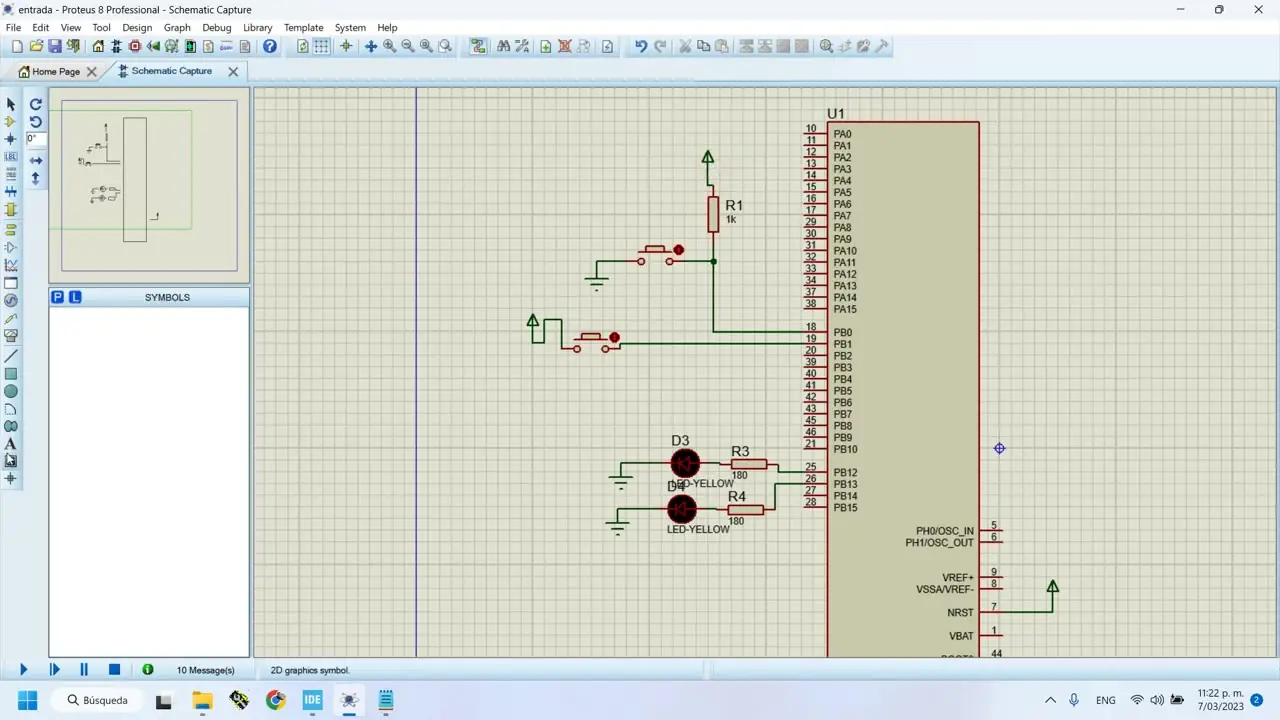 entrada - Proteus 8 Professional - Schematic Capture
File Edit View Tool Design Graph Debug Library Template System Help
Home Page
Schematic Capture
0°
LBL
P L SYMBOLS
A
U1
10 PA0
11 PA1
12 PA2
13 PA3
14 PA4
15 PA5
16 PA6
17 PA7
29 PA8
30 PA9
31 PA10
32 PA11
33 PA12
34 PA13
37 PA14
38 PA15
18 PB0
19 PB1
20 PB2
39 PB3
40 PB4
41 PB5
42 PB6
43 PB7
45 PB8
46 PB9
21 PB10
25 PB12
26 PB13
27 PB14
28 PB15
R1
1k
D3
LED-YELLOW
R3
180
D4
LED-YELLOW
R4
180
PH0/OSC_IN 5
PH1/OSC_OUT 6
VREF+ 9
VSSA/VREF- 8
NRST 7
VBAT 1
44
10 Message(s)
2D graphics symbol.
Búsqueda
IDE
ENG
11:22 p. m.
7/03/2023
2